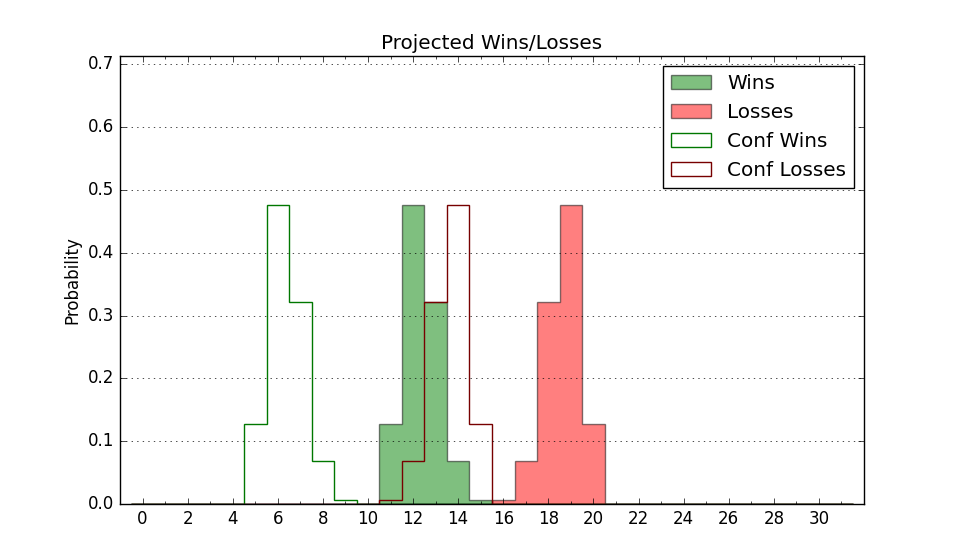 Projected Wins/Losses
Probability
0.7
0.6
0.5
0.4
0.3
0.2
0.1
0.0
Wins
Losses
Conf Wins
Conf Losses
0 2 4 6 8 10 12 14 16 18 20 22 24 26 28 30